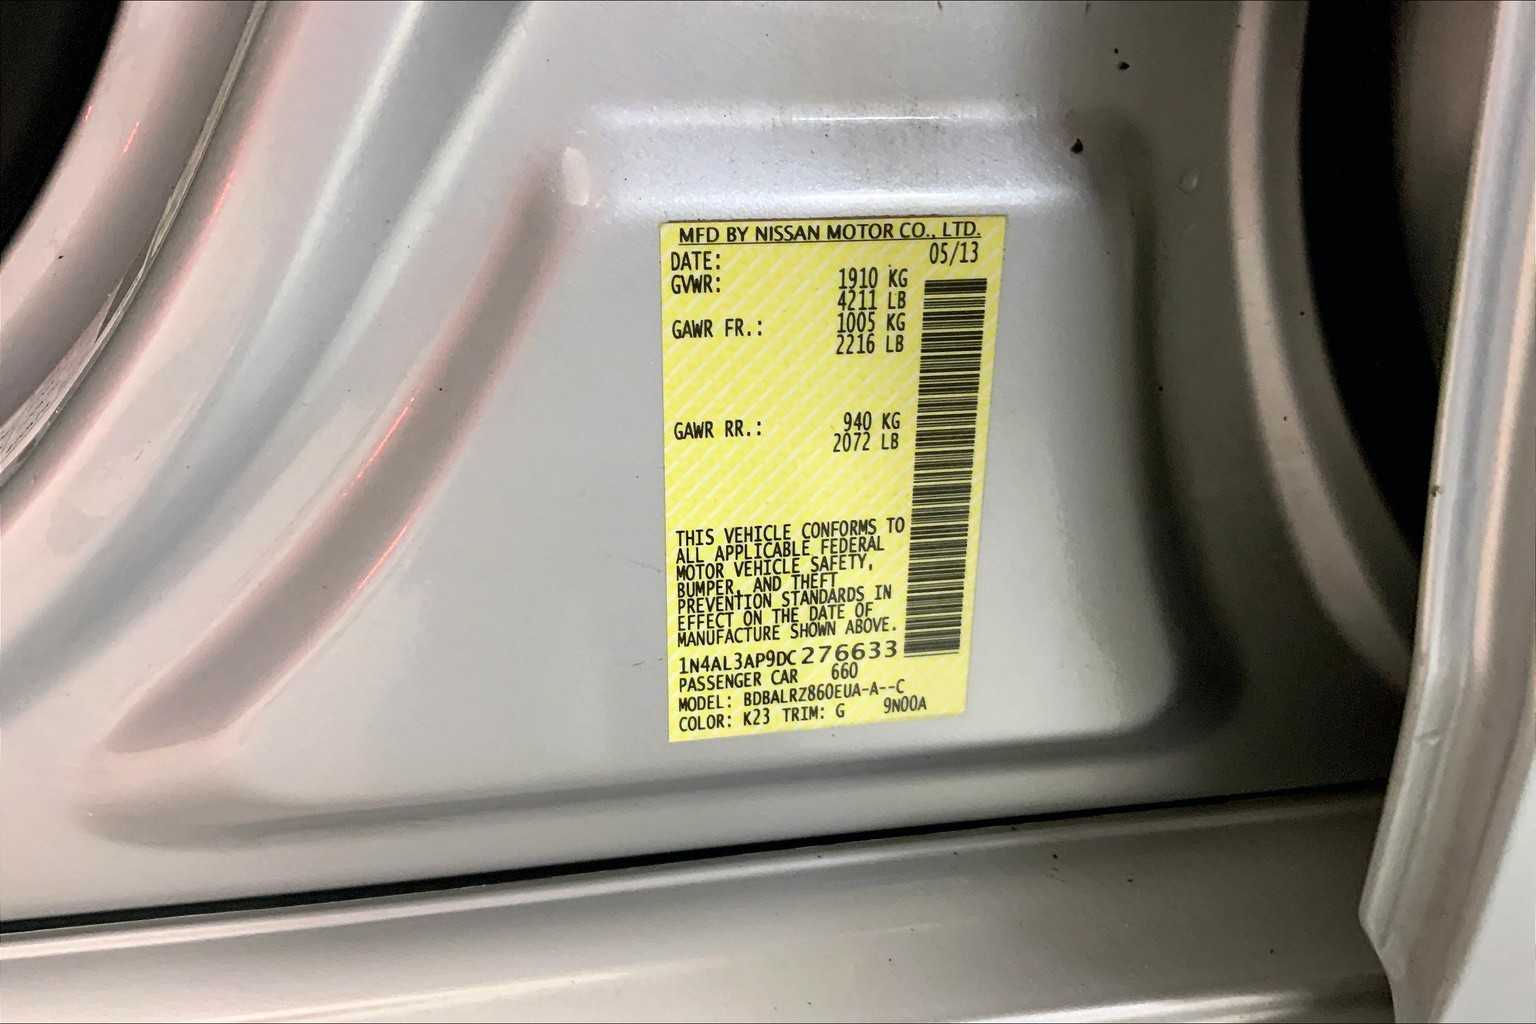 MFD BY NISSAN MOTOR CO., LTD.
DATE: 05/13
GVWR: 1910 KG
4211 LB
GAWR FR.: 1005 KG
2216 LB
GAWR RR.: 940 KG
2072 LB
THIS VEHICLE CONFORMS TO
ALL APPLICABLE FEDERAL
MOTOR VEHICLE SAFETY,
BUMPER, AND THEFT
PREVENTION STANDARDS IN
EFFECT ON THE DATE OF
MANUFACTURE SHOWN ABOVE.
1N4AL3AP9DC276633
PASSENGER CAR 660
MODEL: BDBALRZ860EUA-A--C
COLOR: K23 TRIM: G 9N00A